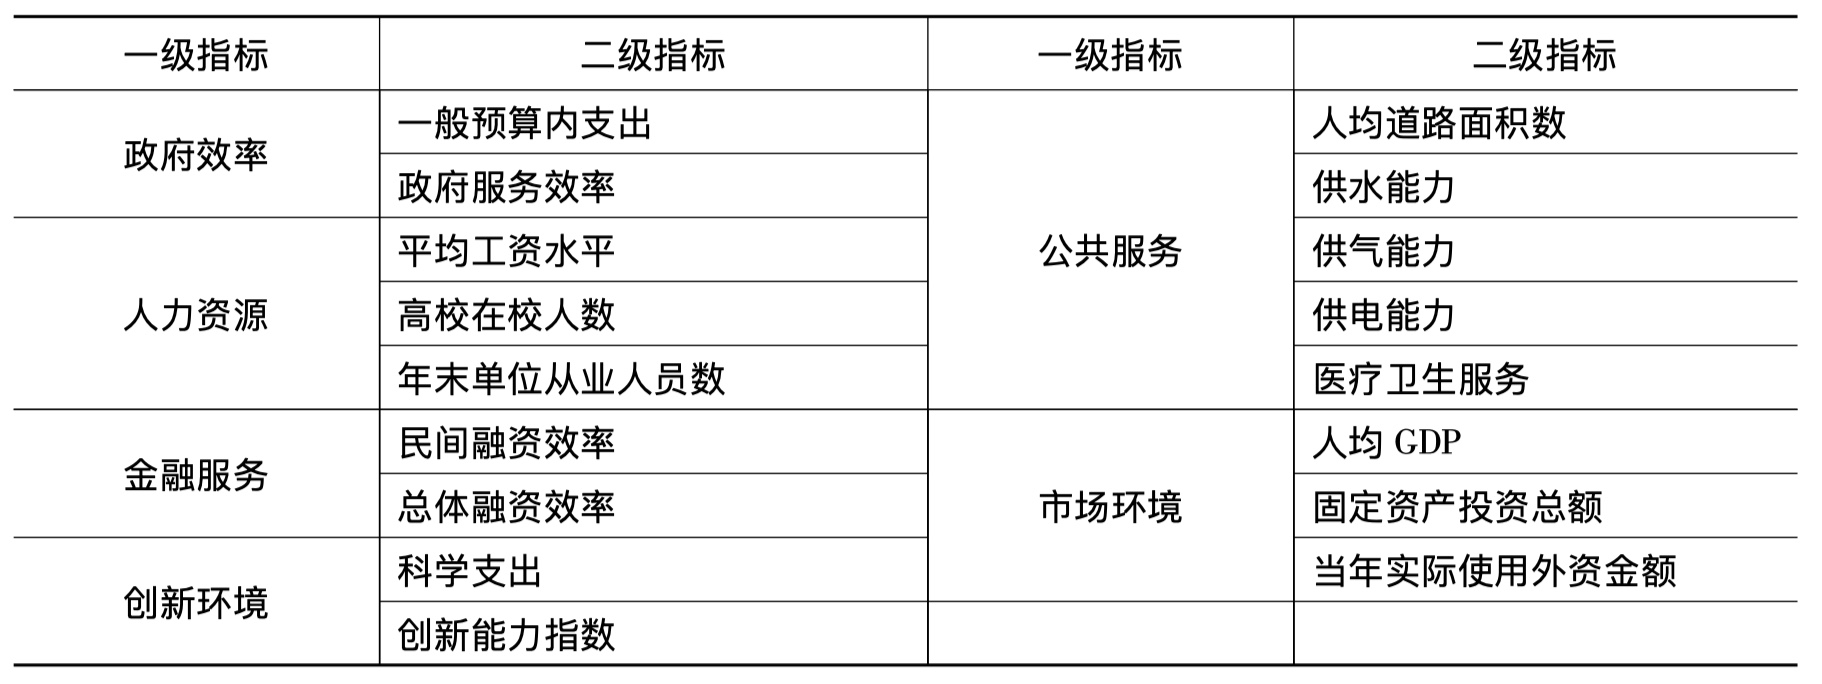 一级指标 二级指标 一级指标 二级指标
政府效率 一般预算内支出 公共服务 人均道路面积数
政府服务效率 供水能力
人力资源 平均工资水平 供气能力
高校在校人数 供电能力
年末单位从业人员数 医疗卫生服务
金融服务 民间融资效率 市场环境 人均 GDP
总体融资效率 固定资产投资总额
创新环境 科学支出 当年实际使用外资金额
创新能力指数